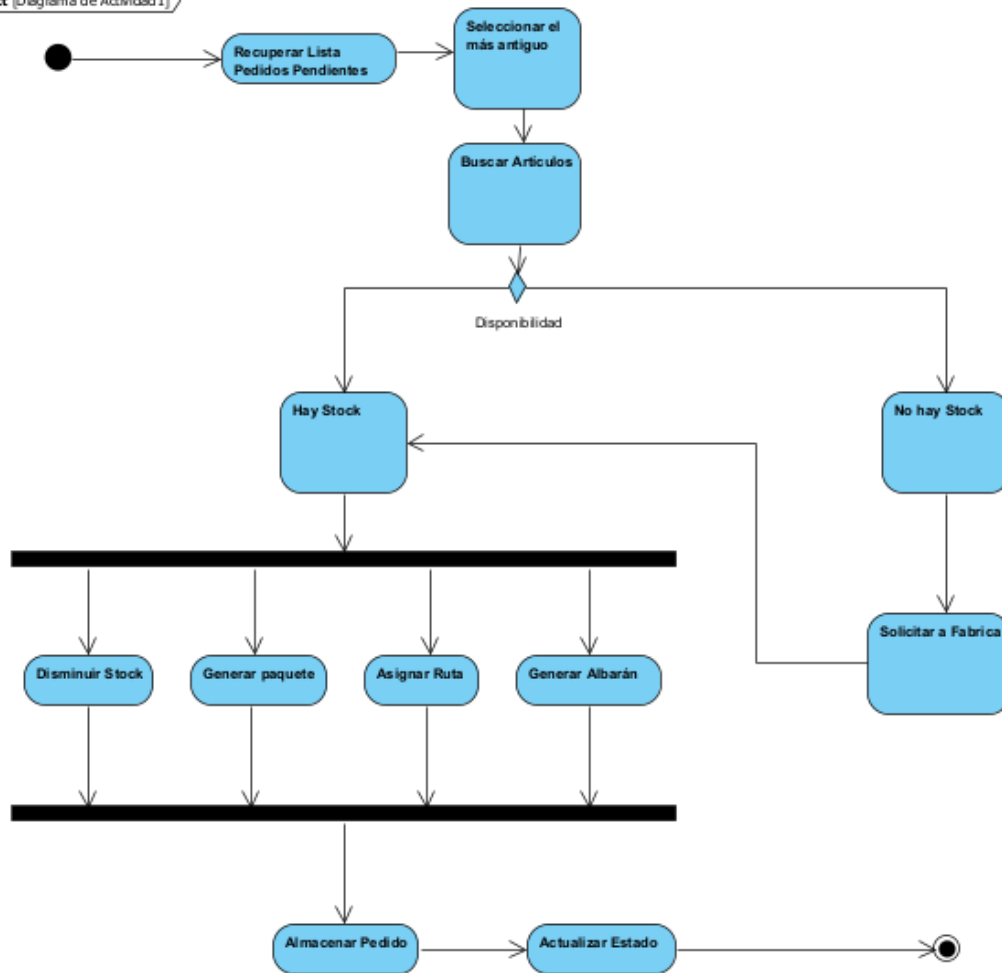 [Diagrama de Actividad1]
Seleccionar el
más antiguo
Recuperar Lista
Pedidos Pendientes
Buscar Artículos
Disponibilidad
Hay Stock
No hay Stock
Solicitar a Fabrica
Disminuir Stock
Generar paquete
Asignar Ruta
Generar Albarán
Almacenar Pedido
Actualizar Estado